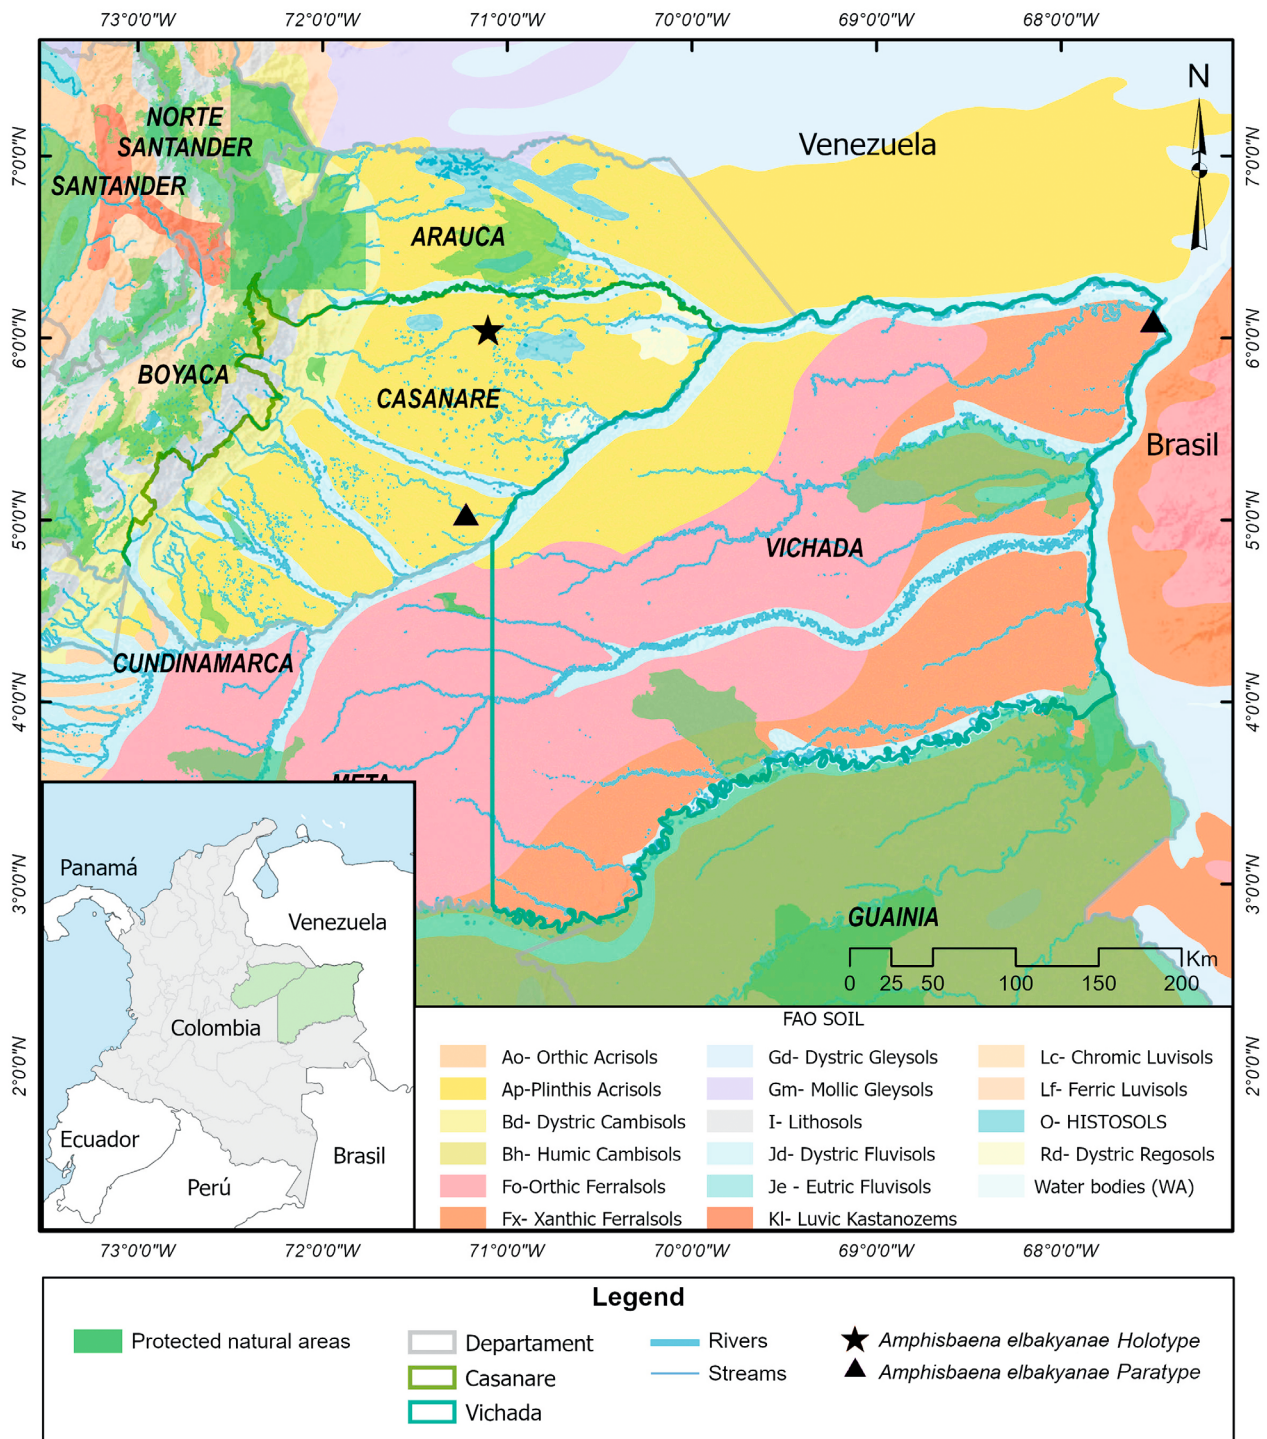 73°0'0"W 72°0'0"W 71°0'0"W 70°0'0"W 69°0'0"W 68°0'0"W
N
NORTE
SANTANDER
Venezuela
7°0'0"N 7°0'0"N
SANTANDER
ARAUCA
6°0'0"N 6°0'0"N
BOYACA
CASANARE
Brasil
5°0'0"N 5°0'0"N
VICHADA
CUNDINAMARCA
4°0'0"N 4°0'0"N
META
Panamá
3°0'0"N 3°0'0"N
GUAINIA
Venezuela
Km
0 25 50 100 150 200
Colombia
FAO SOIL
2°0'0"N 2°0'0"N
Ao- Orthic Acrisols Gd- Dystric Gleysols Lc- Chromic Luvisols
Ap-Plinthis Acrisols Gm- Mollic Gleysols Lf- Ferric Luvisols
Bd- Dystric Cambisols I- Lithosols O- HISTOSOLS
Ecuador
Bh- Humic Cambisols Jd- Dystric Fluvisols Rd- Dystric Regosols
Brasil
Perú
Fo-Orthic Ferralsols Je - Eutric Fluvisols Water bodies (WA)
Fx- Xanthic Ferralsols Kl- Luvic Kastanozems
73°0'0"W 72°0'0"W 71°0'0"W 70°0'0"W 69°0'0"W 68°0'0"W
Legend
Protected natural areas Departament Rivers Amphisbaena elbakyanae Holotype
Casanare Streams Amphisbaena elbakyanae Paratype
Vichada